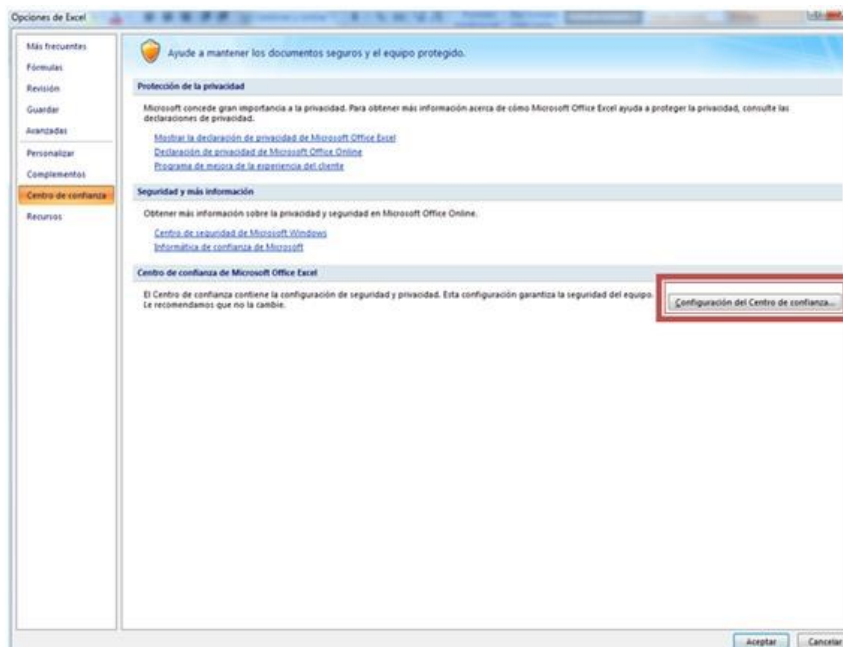 Opciones de Excel
Más frecuentes
Fórmulas
Revisión
Guardar
Avanzadas
Personalizar
Complementos
Centro de confianza
Recursos
Ayude a mantener los documentos seguros y el equipo protegido.
Protección de la privacidad
Microsoft concede gran importancia a la privacidad. Para obtener más información acerca de cómo Microsoft Office Excel ayuda a proteger la privacidad, consulte las
declaraciones de privacidad.
Mostrar la declaración de privacidad de Microsoft Office Excel
Declaración de privacidad de Microsoft Office Online
Programa de mejora de la experiencia del cliente
Seguridad y más información
Obtener más información sobre la privacidad y seguridad en Microsoft Office Online.
Centro de seguridad de Microsoft Windows
Informática de confianza de Microsoft
Centro de confianza de Microsoft Office Excel
El Centro de confianza contiene la configuración de seguridad y privacidad. Esta configuración garantiza la seguridad del equipo.
Le recomendamos que no la cambie.
Configuración del Centro de confianza...
Aceptar
Cancelar